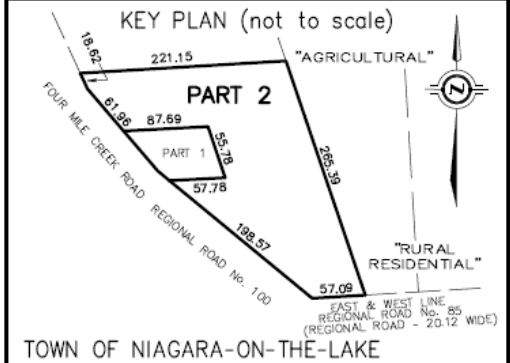 KEY PLAN (not to scale)
18.62
221.15
"AGRICULTURAL"
PART 2
61.96
87.69
55.78
PART 1
57.78
265.39
N
FOUR MILE CREEK ROAD REGIONAL ROAD No. 100
198.57
"RURAL
RESIDENTIAL"
57.09
EAST & WEST LINE
REGIONAL ROAD No. 85
(REGIONAL ROAD - 20.12 WIDE)
TOWN OF NIAGARA-ON-THE-LAKE